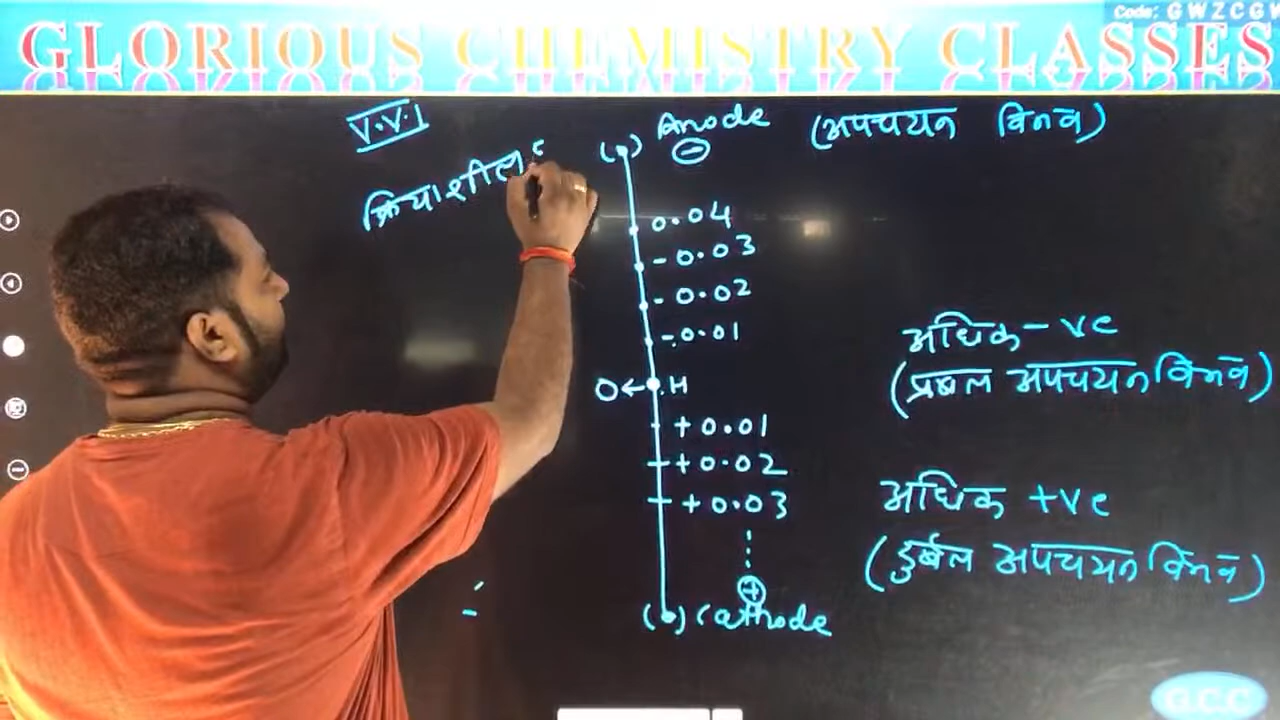 Code: G W Z C G W
GLORIOUS CHEMISTRY CLASSES
V.V.I
Anode (अपचयन विभव)
(-)
क्रियाशील
0.04
- 0.03
- 0.02
-.0.01
0 ← .H
+ 0.01
+ 0.02
+ 0.03
(+)
Cathode
अधिक - ve
(प्रबल अपचयन विभव)
अधिक +ve
(दुर्बल अपचयन विभव)
G.C.C